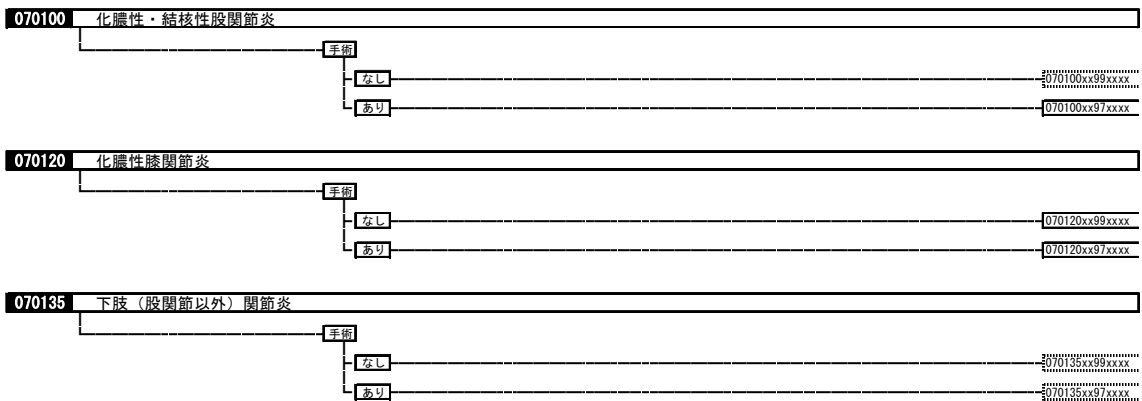 070100 化膿性・結核性股関節炎
手術
なし 070100xx99xxxx
あり 070100xx97xxxx
070120 化膿性膝関節炎
手術
なし 070120xx99xxxx
あり 070120xx97xxxx
070135 下肢（股関節以外）関節炎
手術
なし 070135xx99xxxx
あり 070135xx97xxxx